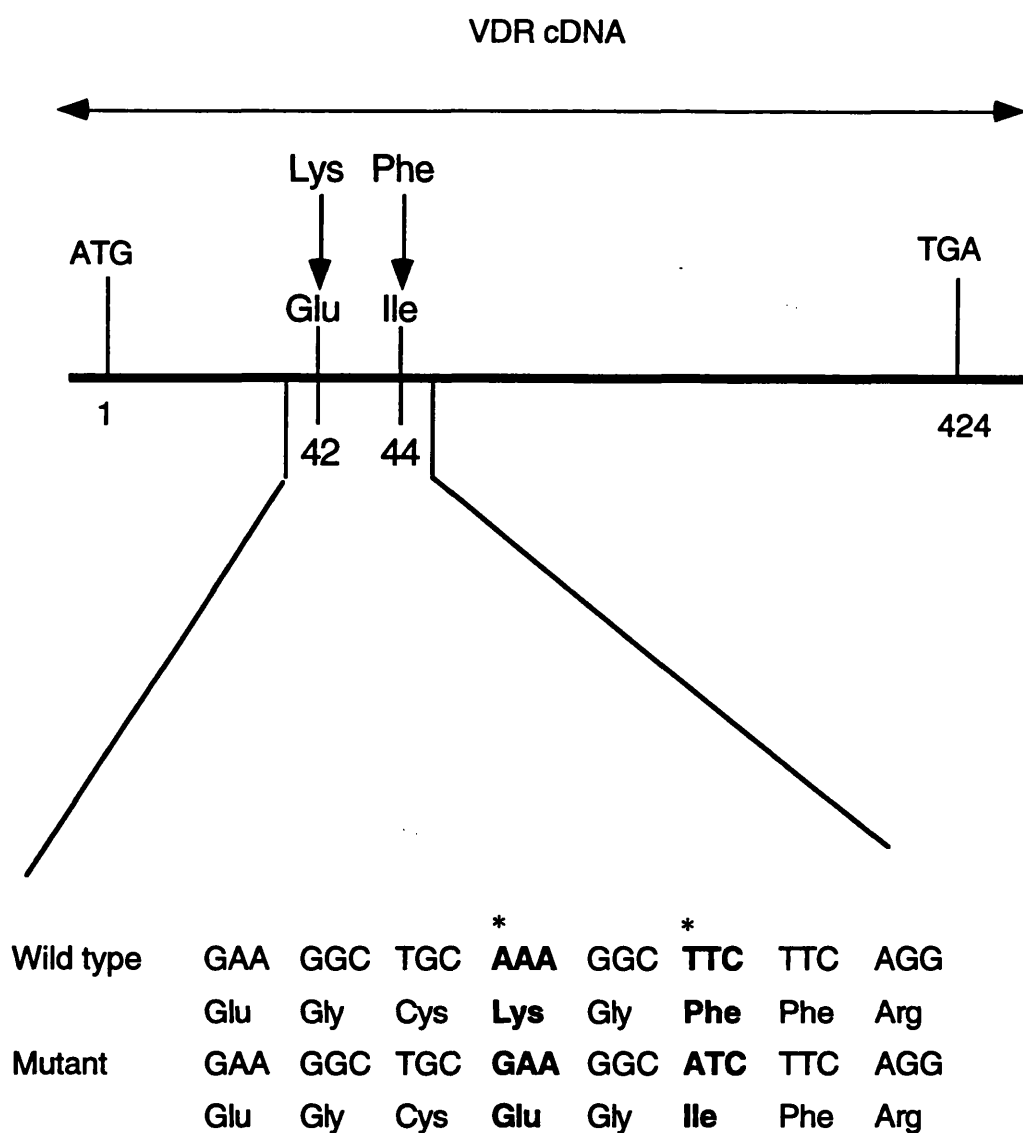 VDR cDNA
Lys Phe
ATG TGA
Glu Ile
1 42 44 424
* *
Wild type GAA GGC TGC AAA GGC TTC TTC AGG
Glu Gly Cys Lys Gly Phe Phe Arg
Mutant GAA GGC TGC GAA GGC ATC TTC AGG
Glu Gly Cys Glu Gly Ile Phe Arg